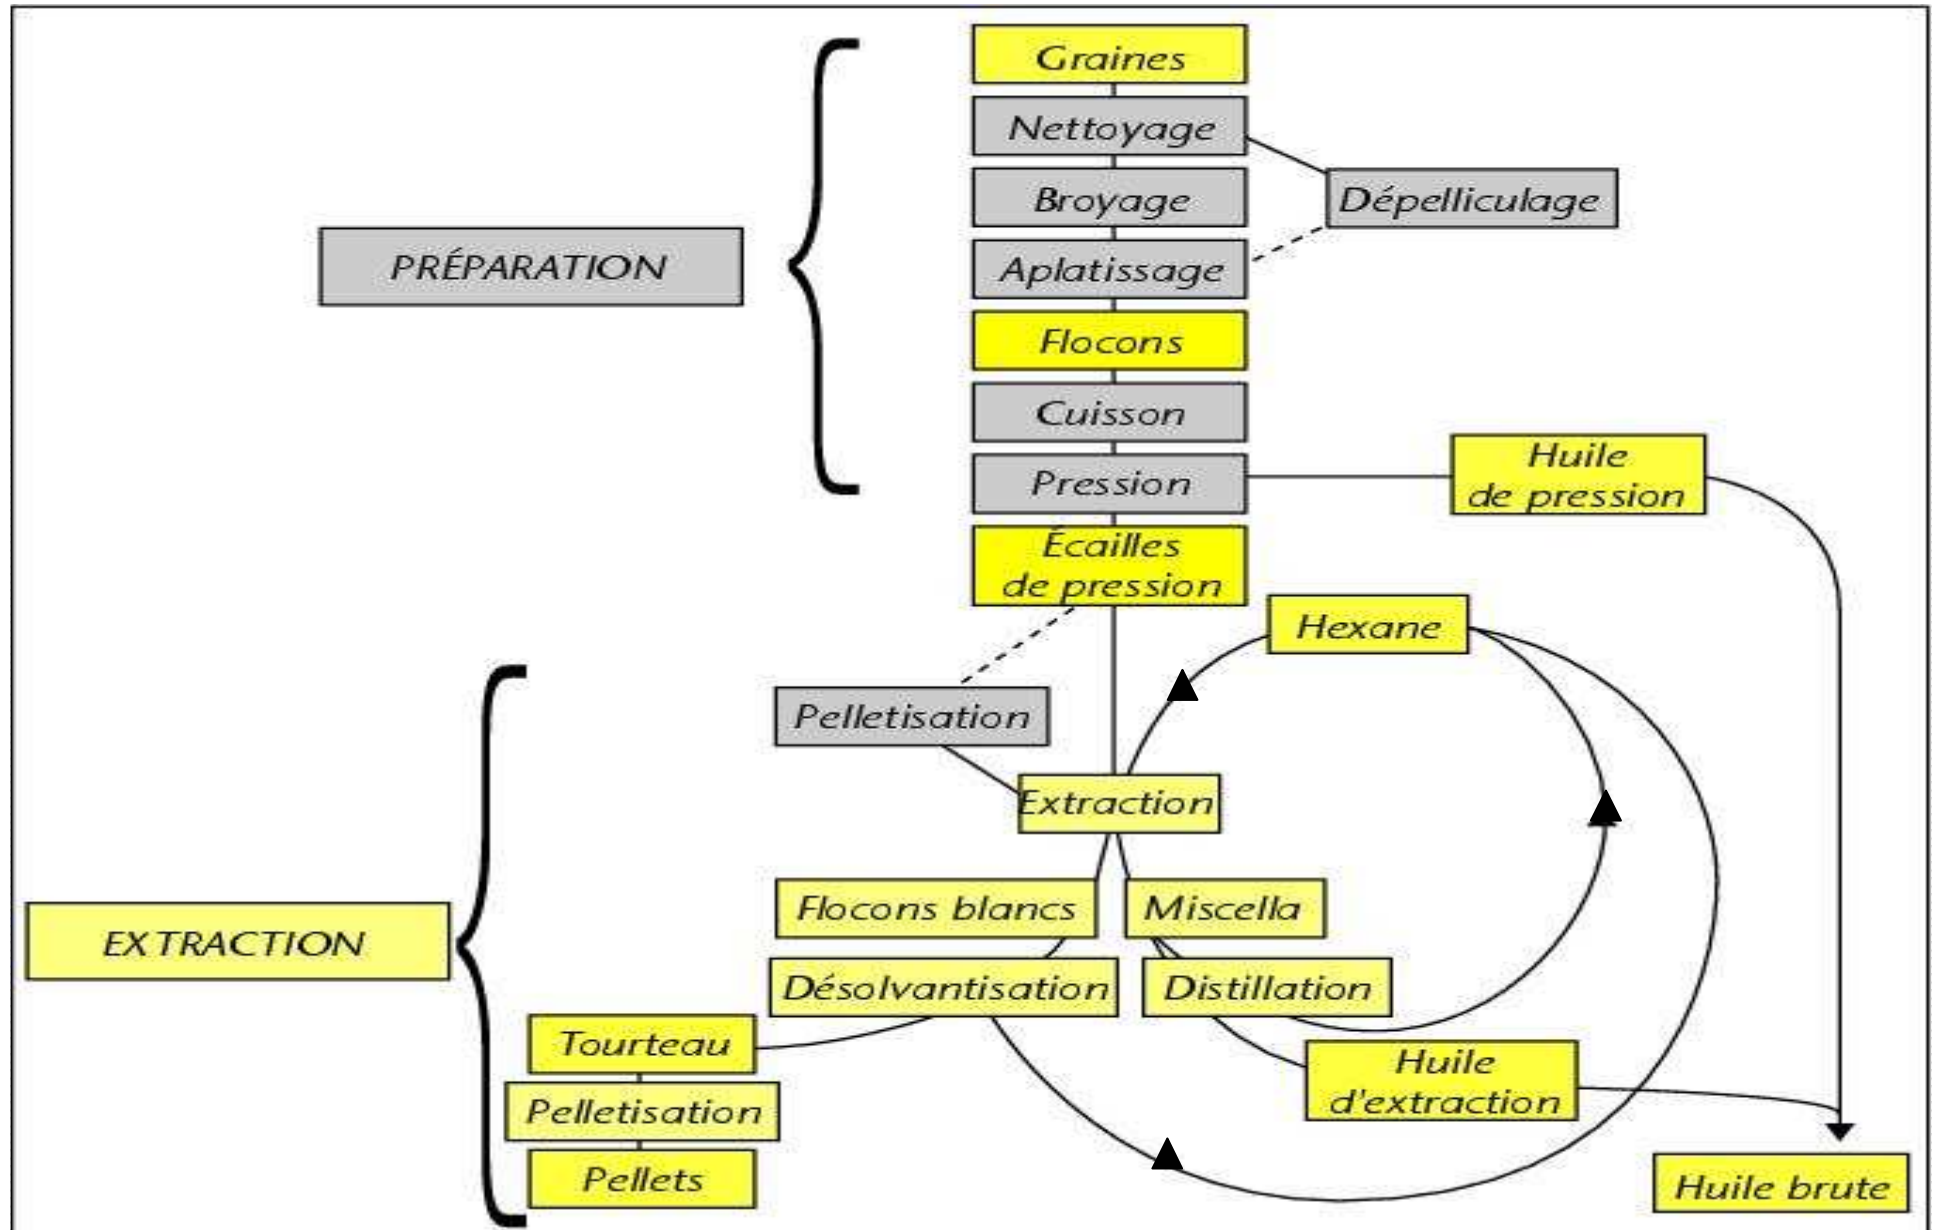 Graines
Nettoyage
Broyage
Dépelliculage
PRÉPARATION
Aplatissage
Flocons
Cuisson
Pression
Huile
de pression
Écailles
de pression
Hexane
Pelletisation
Extraction
Flocons blancs
Miscella
EXTRACTION
Désolvantisation
Distillation
Tourteau
Huile
d'extraction
Pelletisation
Pellets
Huile brute